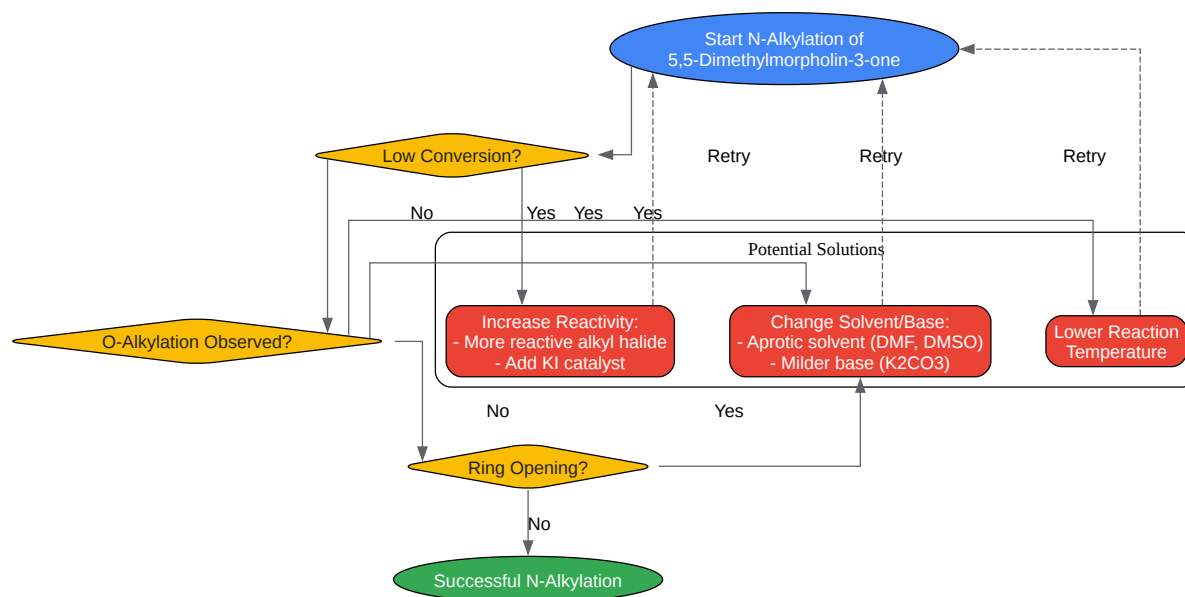 Start N-Alkylation of
5,5-Dimethylmorpholin-3-one
Low Conversion?
Retry
Retry
Retry
No
Yes
Yes
Yes
Potential Solutions
Increase Reactivity:
- More reactive alkyl halide
- Add KI catalyst
Change Solvent/Base:
- Aprotic solvent (DMF, DMSO)
- Milder base (K2CO3)
Lower Reaction
Temperature
O-Alkylation Observed?
No
Yes
Ring Opening?
No
Successful N-Alkylation